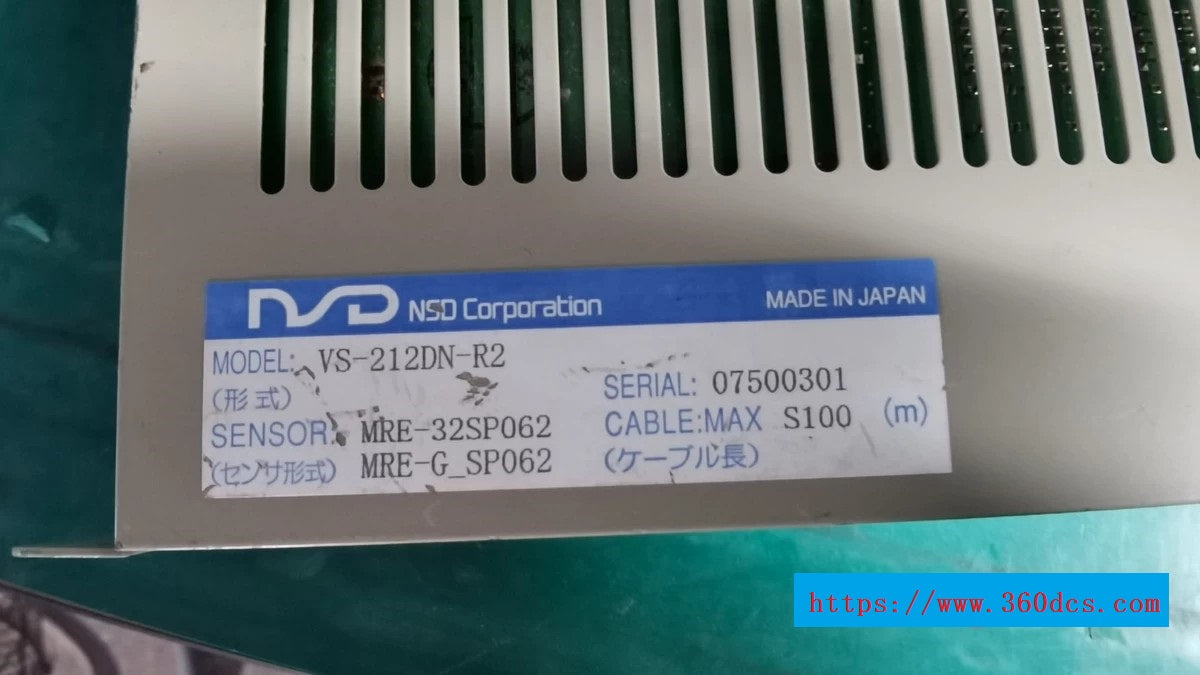 NSD NSD Corporation MADE IN JAPAN
MODEL: VS-212DN-R2
(形式)
SERIAL: 07500301
SENSOR: MRE-32SP062
CABLE:MAX S100 (m)
(センサ形式) MRE-G_SP062
(ケーブル長)
https://www.360dcs.com